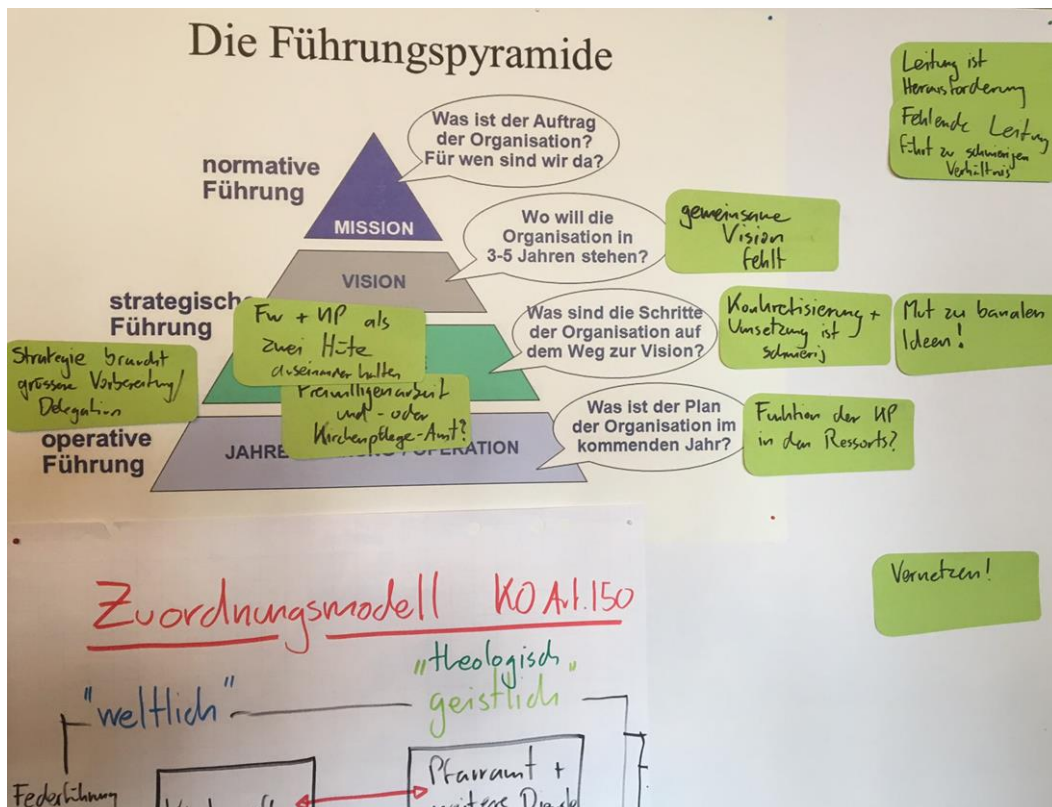 Die Führungspyramide
Was ist der Auftrag
der Organisation?
Für wen sind wir da?
normative
Führung
MISSION
Wo will die
Organisation in
3-5 Jahren stehen?
VISION
strategische
Führung
Was sind die Schritte
der Organisation auf
dem Weg zur Vision?
Was ist der Plan
der Organisation im
kommenden Jahr?
operative
Führung
JAHRE
OPERATION
Leitung ist
Herausforderung
Fehlende Leitung
führt zu schwierigem
Verhältnis
gemeinsame
Vision
fehlt
Fw + KP als
zwei Hüte
auseinander halten
Konkretisierung +
Umsetzung ist
schwierig
Mut zu banalen
Ideen!
Strategie braucht
grössere Vorbereitung/
Delegation
Freiwilligenarbeit
und - oder
Kirchenpflege-Amt?
Funktion der KP
in den Ressorts?
Vernetzen!
Zuordnungsmodell KO Art. 150
"weltlich"
"theologisch"
geistlich
Federführung
Pfarramt +
weitere